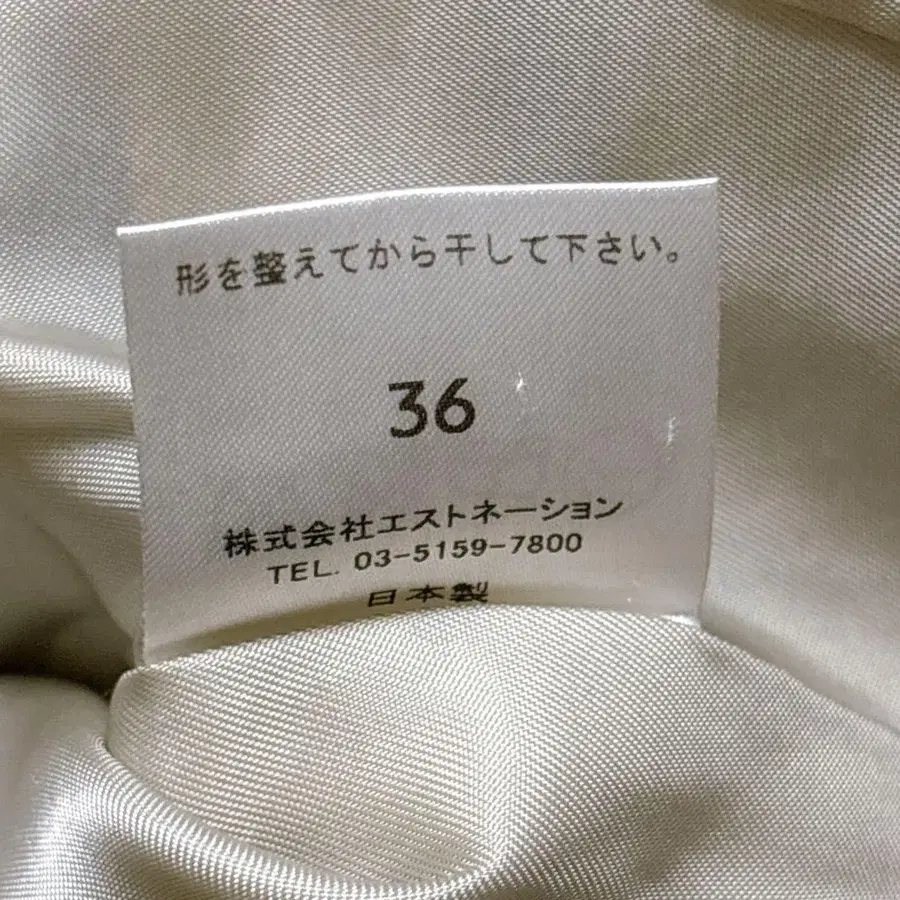 形を整えてから干して下さい。
36
株式会社エストネーション
TEL. 03-5159-7800
日本製